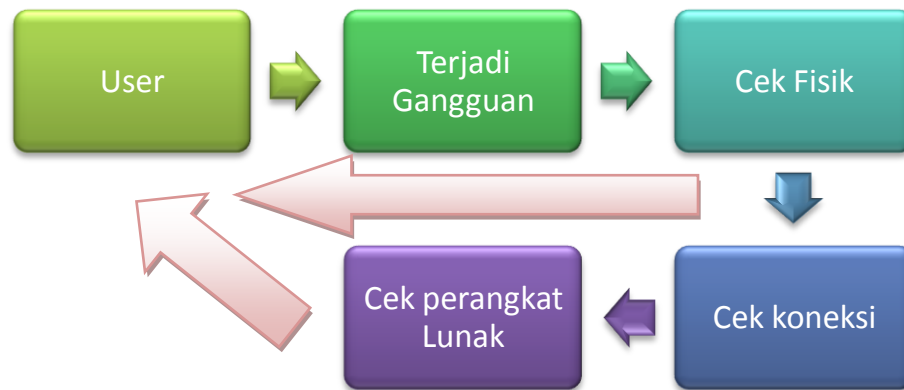 User
Terjadi
Gangguan
Cek Fisik
Cek perangkat
Lunak
Cek koneksi